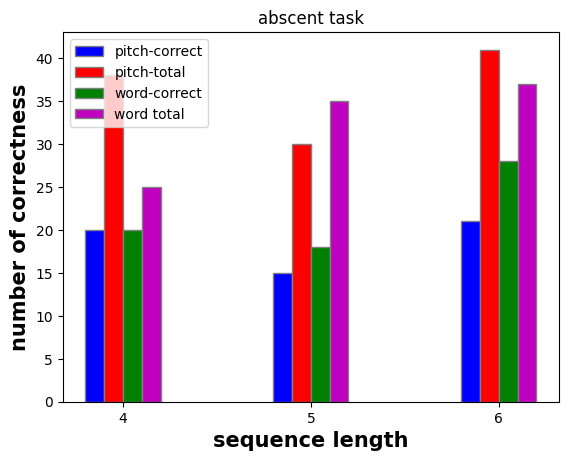 abscent task
pitch-correct
pitch-total
word-correct
word total
number of correctness
40
35
30
25
20
15
10
5
0
4 5 6
sequence length